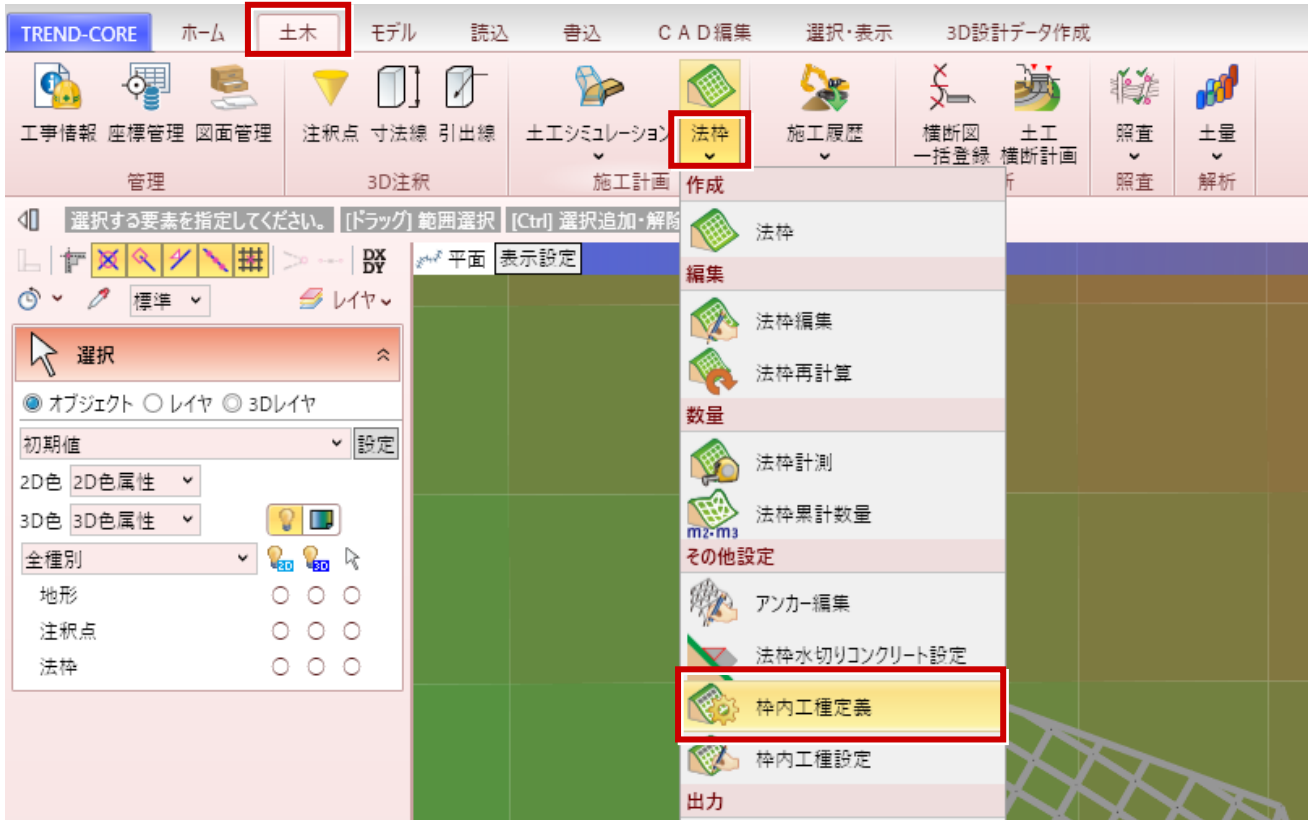 TREND-CORE ホーム 土木 モデル 読込 書込 CAD編集 選択・表示 3D設計データ作成
工事情報 座標管理 図面管理 注釈点 寸法線 引出線 土工シミュレーション 法枠 施工履歴 横断図 土工 照査 土量
一括登録 横断計画
管理 3D注釈 施工計画 照査 解析
選択する要素を指定してください。 [ドラッグ] 範囲選択 [Ctrl] 選択追加・解除
DX
DY
平面 表示設定
標準 レイヤ
選択
オブジェクト レイヤ 3Dレイヤ
初期値 設定
2D色 2D色属性
3D色 3D色属性
全種別 2D 3D
地形
注釈点
法枠
作成
法枠
編集
法枠編集
法枠再計算
数量
法枠計測
法枠累計数量
m2・m3
その他設定
アンカー編集
法枠水切りコンクリート設定
枠内工種定義
枠内工種設定
出力